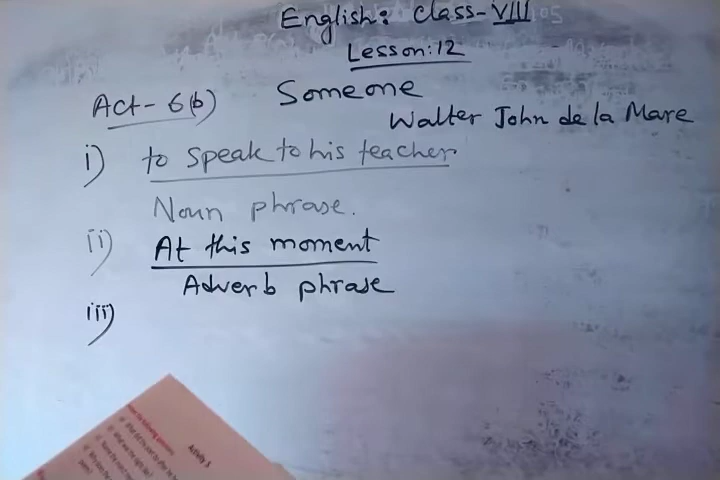 English: Class-VIII
Lesson:12
Someone
Act-6(b)
Walter John de la Mare
i) to speak to his teacher.
Noun phrase.
ii) At this moment
Adverb phrase
iii)
Activity 5